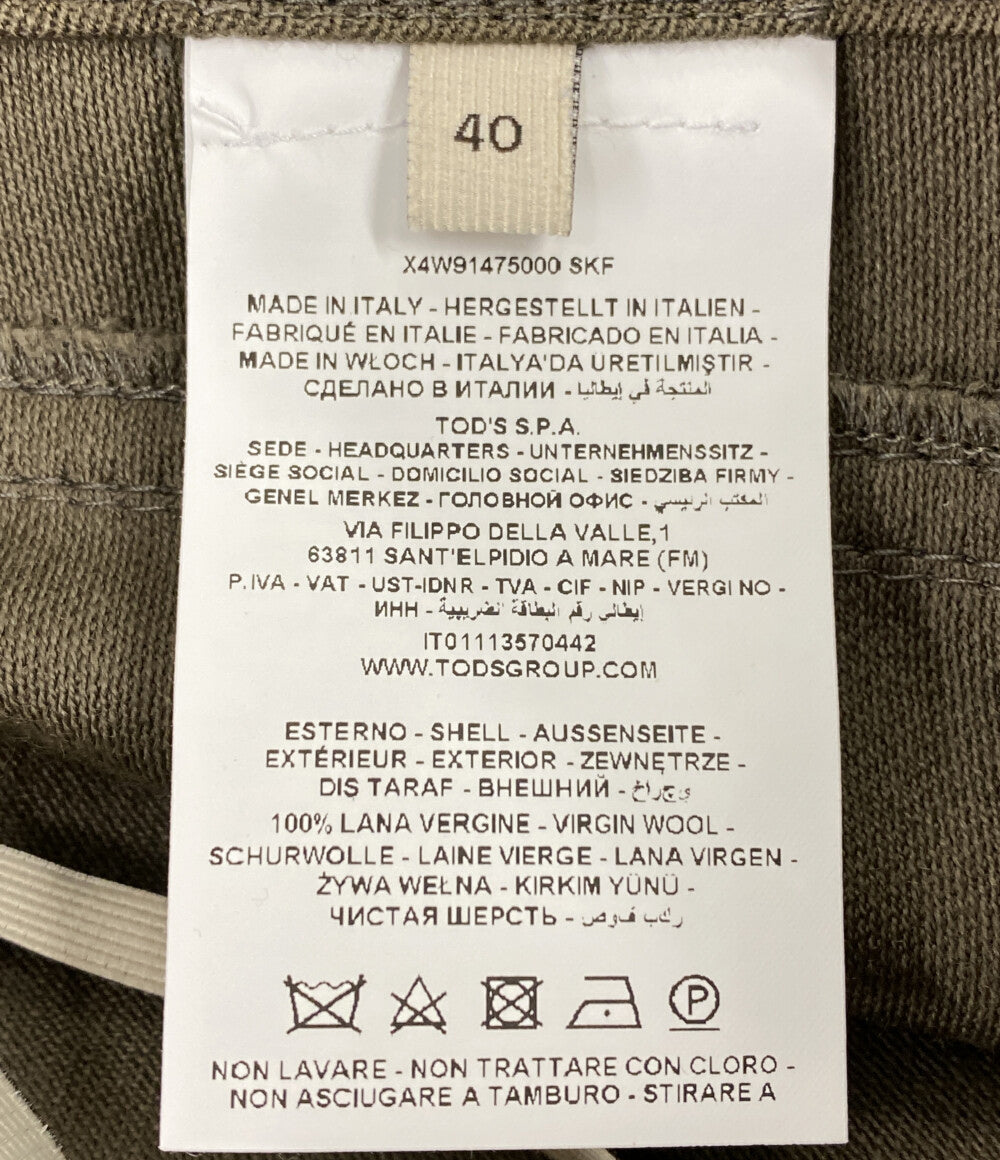 40
X4W91475000 SKF
MADE IN ITALY - HERGESTELLT IN ITALIEN -
FABRIQUÉ EN ITALIE - FABRICADO EN ITALIA -
MADE IN WŁOCH - ITALYA'DA ÜRETILMIŞTIR -
СДЕЛАНО В ИТАЛИИ - المنتجة في إيطاليا
TOD'S S.P.A.
SEDE - HEADQUARTERS - UNTERNEHMENSSITZ -
SIÈGE SOCIAL - DOMICILIO SOCIAL - SIEDZIBA FIRMY -
GENEL MERKEZ - ГОЛОВНОЙ ОФИС - المكتب الرئيسي
VIA FILIPPO DELLA VALLE,1
63811 SANT'ELPIDIO A MARE (FM)
P.IVA - VAT - UST-IDNR - TVA - CIF - NIP - VERGI NO -
ИНН - إيطالي رقم البطاقة الضريبية
IT01113570442
WWW.TODSGROUP.COM
ESTERNO - SHELL - AUSSENSEITE -
EXTÉRIEUR - EXTERIOR - ZEWNĘTRZE -
DIS TARAF - ВНЕШНИЙ -
100% LANA VERGINE - VIRGIN WOOL -
SCHURWOLLE - LAINE VIERGE - LANA VIRGEN -
ŻYWA WEŁNA - KIRKIM YÜNÜ -
ЧИСТАЯ ШЕРСТЬ -
P
NON LAVARE - NON TRATTARE CON CLORO -
NON ASCIUGARE A TAMBURO - STIRARE A